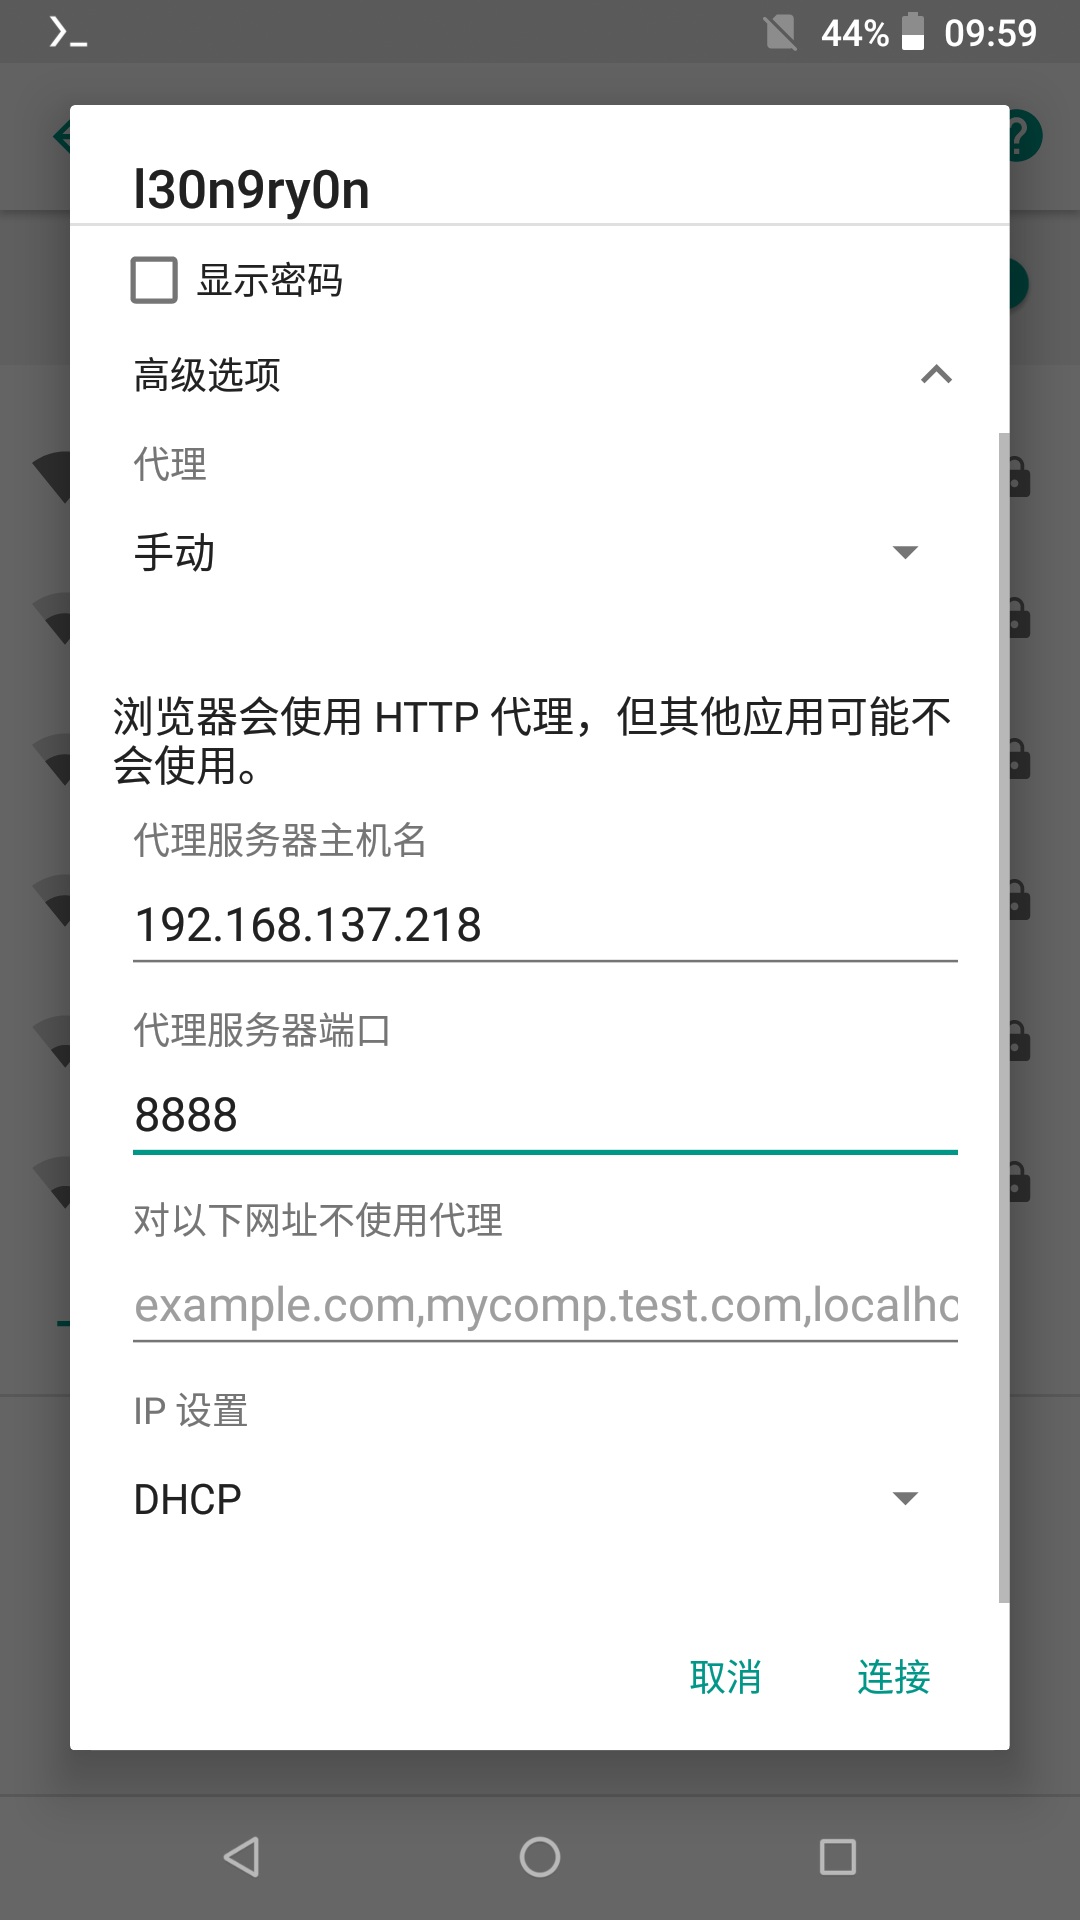 44% 09:59
l30n9ry0n
显示密码
高级选项
代理
手动
浏览器会使用 HTTP 代理，但其他应用可能不
会使用。
代理服务器主机名
192.168.137.218
代理服务器端口
8888
对以下网址不使用代理
example.com,mycomp.test.com,localhc
IP 设置
DHCP
取消 连接